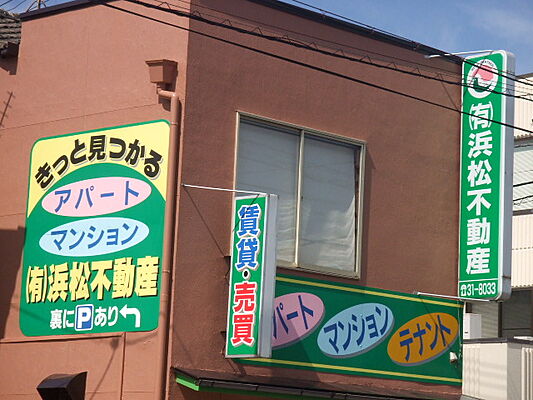 きっと見つかる
アパート
マンション
(有)浜松不動産
裏にPあり
賃貸・売買
パート
マンション
テナント
(有)浜松不動産
☎31-8033